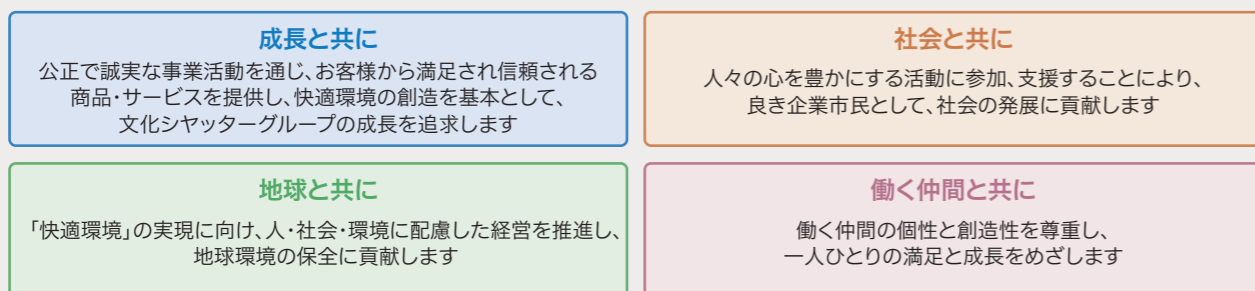 成長と共に
公正で誠実な事業活動を通じ、お客様から満足され信頼される
商品・サービスを提供し、快適環境の創造を基本として、
文化シヤッターグループの成長を追求します
社会と共に
人々の心を豊かにする活動に参加、支援することにより、
良き企業市民として、社会の発展に貢献します
地球と共に
「快適環境」の実現に向け、人・社会・環境に配慮した経営を推進し、
地球環境の保全に貢献します
働く仲間と共に
働く仲間の個性と創造性を尊重し、
一人ひとりの満足と成長をめざします